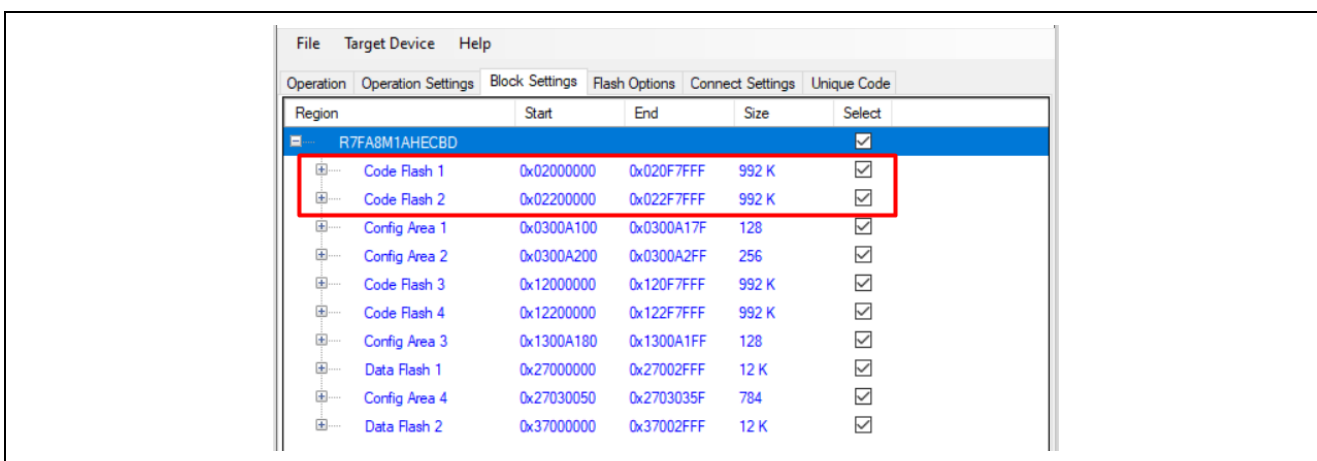 File Target Device Help
Operation Operation Settings Block Settings Flash Options Connect Settings Unique Code
Region Start End Size Select
R7FA8M1AHECBD
Code Flash 1 0x02000000 0x020F7FFF 992 K
Code Flash 2 0x02200000 0x022F7FFF 992 K
Config Area 1 0x0300A100 0x0300A17F 128
Config Area 2 0x0300A200 0x0300A2FF 256
Code Flash 3 0x12000000 0x120F7FFF 992 K
Code Flash 4 0x12200000 0x122F7FFF 992 K
Config Area 3 0x1300A180 0x1300A1FF 128
Data Flash 1 0x27000000 0x27002FFF 12 K
Config Area 4 0x27030050 0x2703035F 784
Data Flash 2 0x37000000 0x37002FFF 12 K